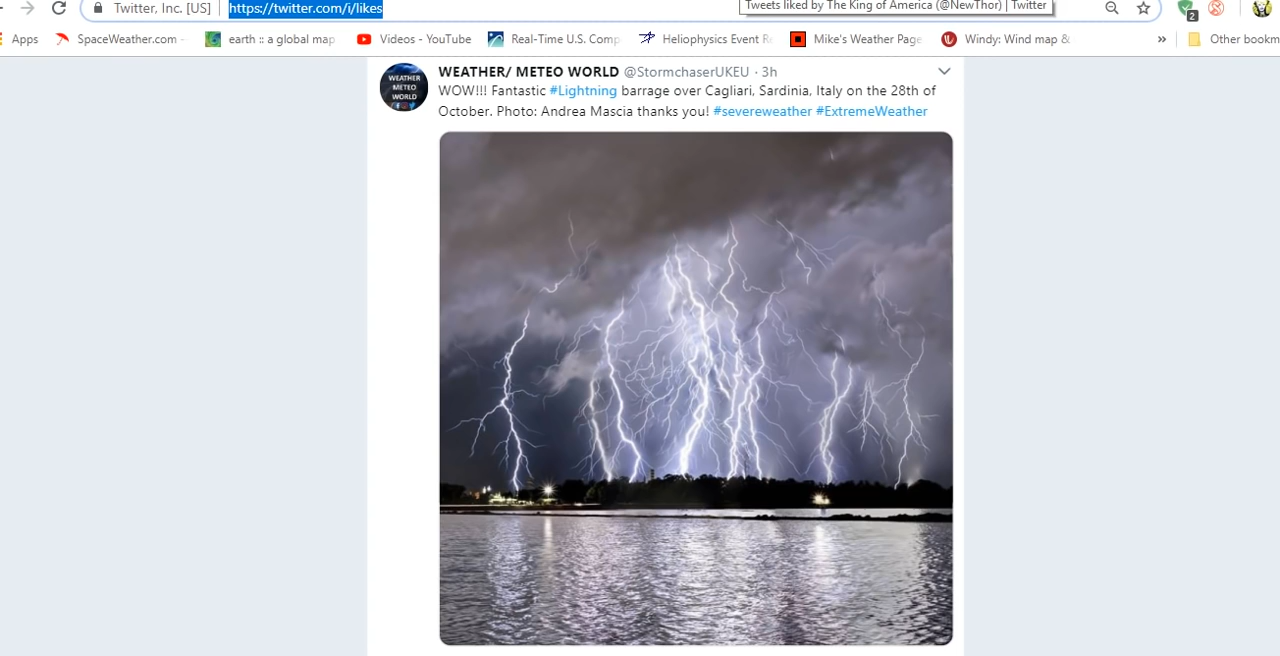 Twitter, Inc. [US]
https://twitter.com/i/likes
Tweets liked by The King of America (@NewThor) | Twitter
2
Apps
SpaceWeather.com -
earth :: a global map
Videos - YouTube
Real-Time U.S. Comp
Heliophysics Event Re
Mike's Weather Page
Windy: Wind map &
»
Other bookm
WEATHER METEO WORLD
WEATHER/ METEO WORLD @StormchaserUKEU · 3h
WOW!!! Fantastic #Lightning barrage over Cagliari, Sardinia, Italy on the 28th of
October. Photo: Andrea Mascia thanks you! #severeweather #ExtremeWeather